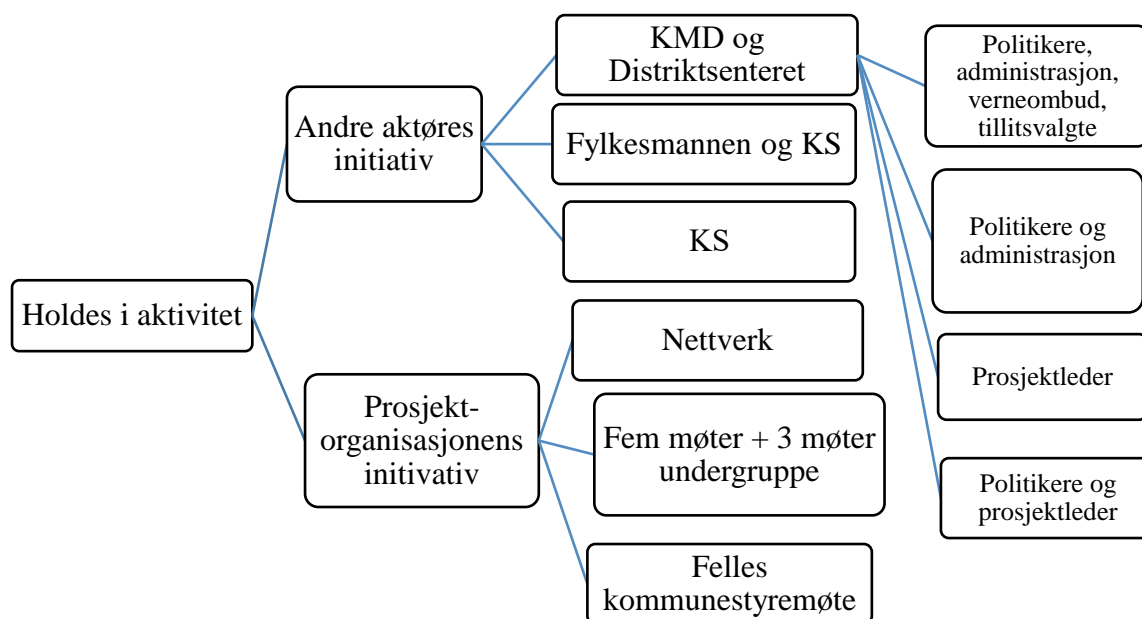 Holdes i aktivitet
Andre aktøres
initiativ
Prosjekt-
organisasjonens
initivativ
KMD og
Distriktsenteret
Fylkesmannen og KS
KS
Nettverk
Fem møter + 3 møter
undergruppe
Felles
kommunestyremøte
Politikere,
administrasjon,
verneombud,
tillitsvalgte
Politikere og
administrasjon
Prosjektleder
Politikere og
prosjektleder